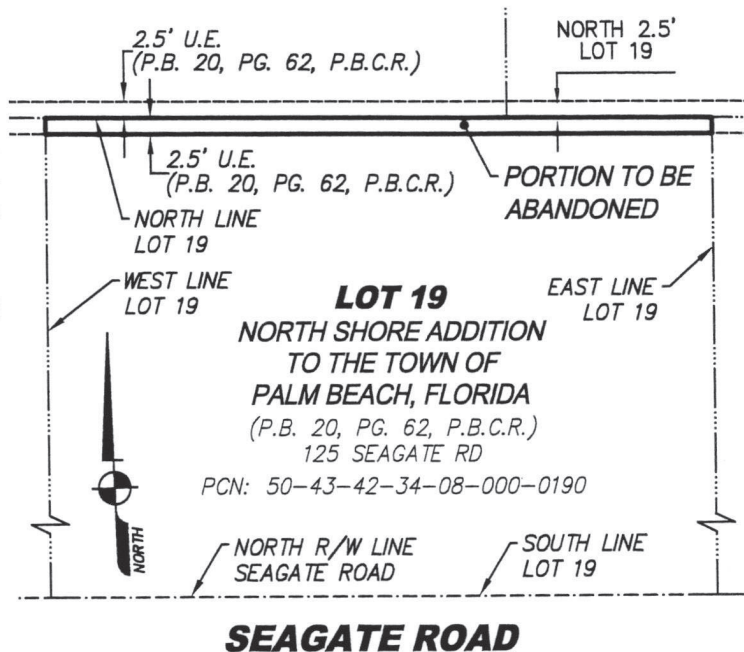 2.5' U.E.
(P.B. 20, PG. 62, P.B.C.R.)
NORTH 2.5'
LOT 19
2.5' U.E.
(P.B. 20, PG. 62, P.B.C.R.)
PORTION TO BE
ABANDONED
NORTH LINE
LOT 19
WEST LINE
LOT 19
EAST LINE
LOT 19
LOT 19
NORTH SHORE ADDITION
TO THE TOWN OF
PALM BEACH, FLORIDA
(P.B. 20, PG. 62, P.B.C.R.)
125 SEAGATE RD
PCN: 50-43-42-34-08-000-0190
NORTH
NORTH R/W LINE
SEAGATE ROAD
SOUTH LINE
LOT 19
SEAGATE ROAD